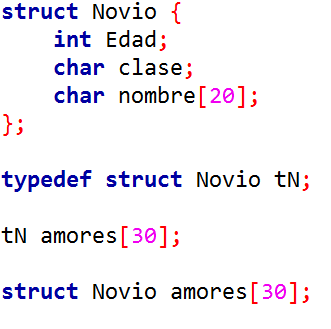 struct Novio {
    int Edad;
    char clase;
    char nombre[20];
};
typedef struct Novio tN;
tN amores[30];
struct Novio amores[30];